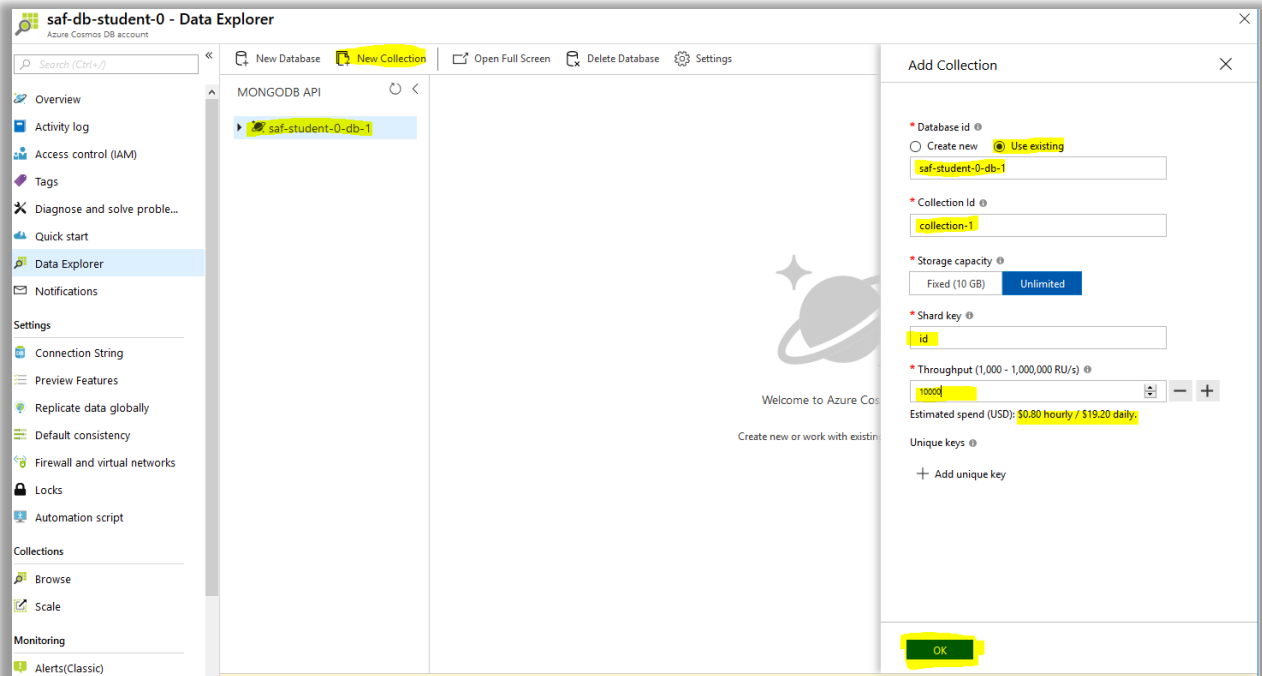 saf-db-student-0 - Data Explorer
Azure Cosmos DB account
Search (Ctrl+/)
Overview
Activity log
Access control (IAM)
Tags
Diagnose and solve proble...
Quick start
Data Explorer
Notifications
Settings
Connection String
Preview Features
Replicate data globally
Default consistency
Firewall and virtual networks
Locks
Automation script
Collections
Browse
Scale
Monitoring
Alerts(Classic)
New Database New Collection Open Full Screen Delete Database Settings
MONGODB API
saf-student-0-db-1
Welcome to Azure Cos
Create new or work with existin
Add Collection
* Database id
Create new Use existing
saf-student-0-db-1
* Collection Id
collection-1
* Storage capacity
Fixed (10 GB) Unlimited
* Shard key
id
* Throughput (1,000 - 1,000,000 RU/s)
10000
Estimated spend (USD): $0.80 hourly / $19.20 daily.
Unique keys
Add unique key
OK